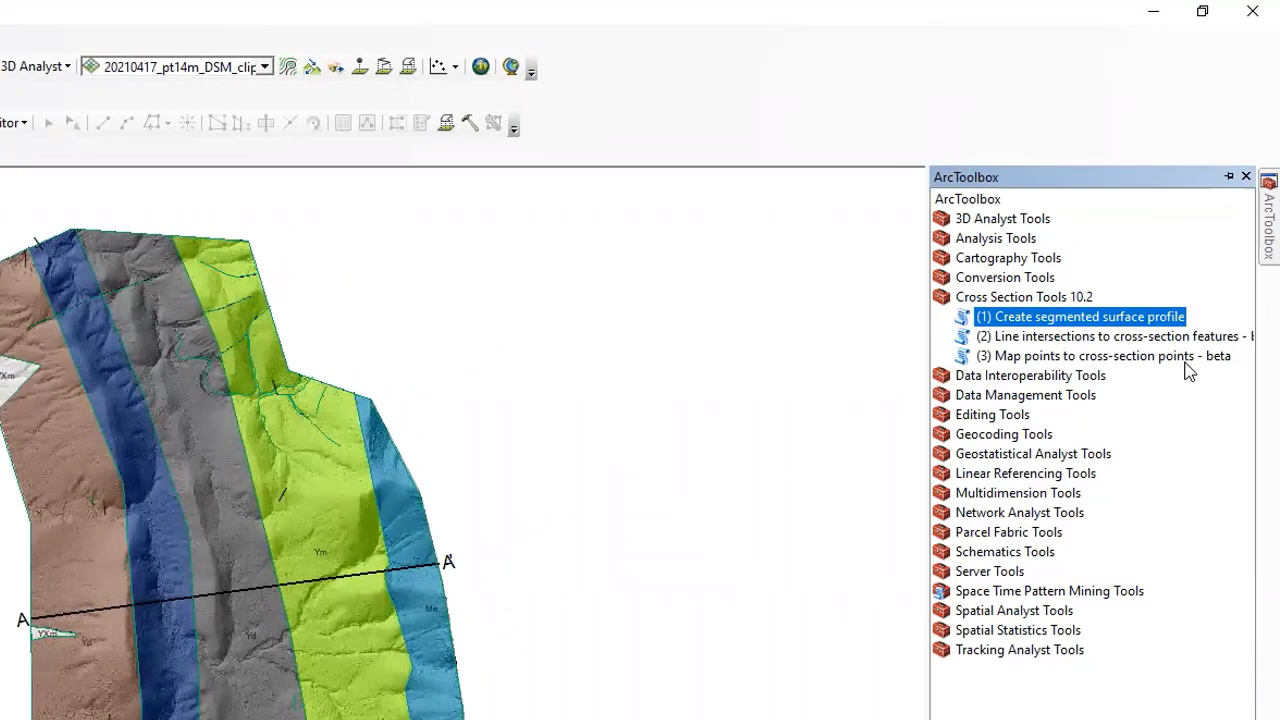 3D Analyst
20210417_pt14m_DSM_clip
itor
ArcToolbox
ArcToolbox
ArcToolbox
3D Analyst Tools
Analysis Tools
Cartography Tools
Conversion Tools
Cross Section Tools 10.2
(1) Create segmented surface profile
(2) Line intersections to cross-section features - b
(3) Map points to cross-section points - beta
Data Interoperability Tools
Data Management Tools
Editing Tools
Geocoding Tools
Geostatistical Analyst Tools
Linear Referencing Tools
Multidimension Tools
Network Analyst Tools
Parcel Fabric Tools
Schematics Tools
Server Tools
Space Time Pattern Mining Tools
Spatial Analyst Tools
Spatial Statistics Tools
Tracking Analyst Tools
YXm
Ym
A'
A
Me
YXm
Yd